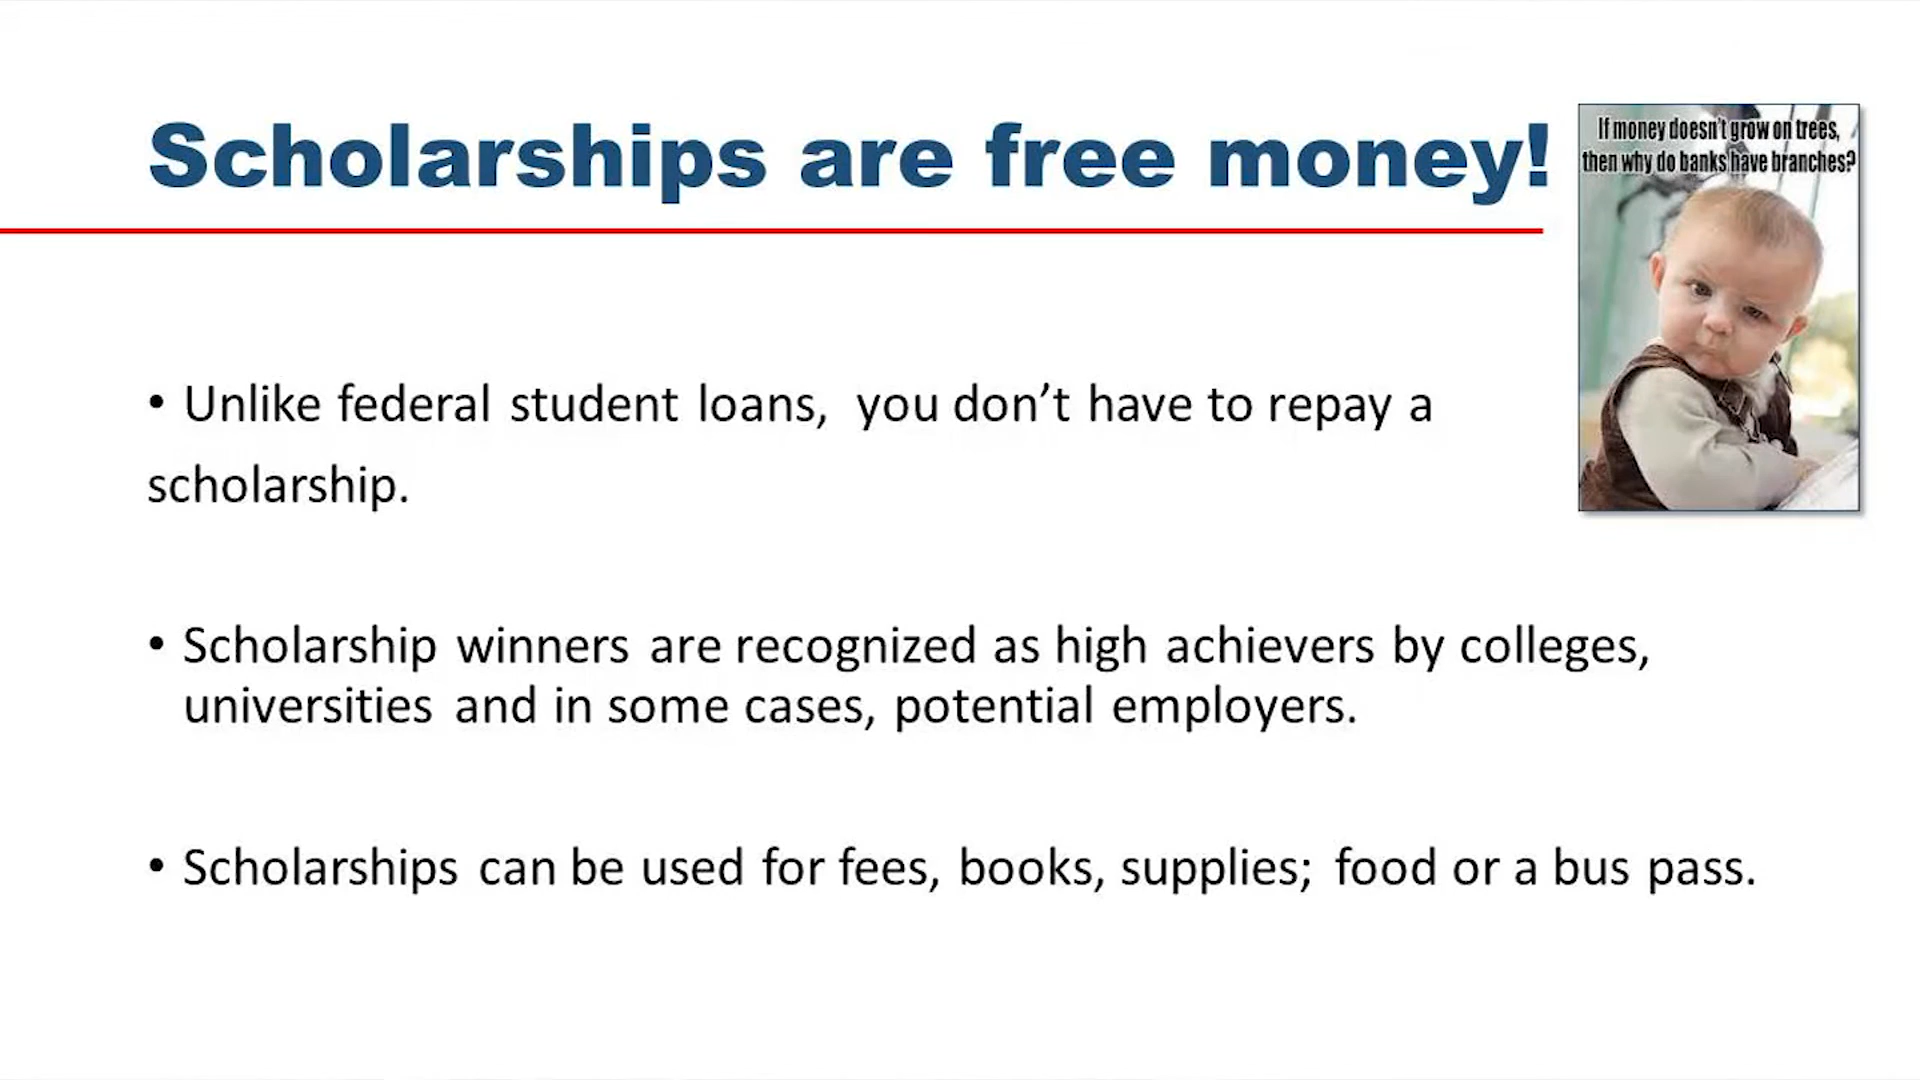 Scholarships are free money!
If money doesn't grow on trees,
then why do banks have branches?
• Unlike federal student loans, you don’t have to repay a
scholarship.
• Scholarship winners are recognized as high achievers by colleges,
universities and in some cases, potential employers.
• Scholarships can be used for fees, books, supplies; food or a bus pass.